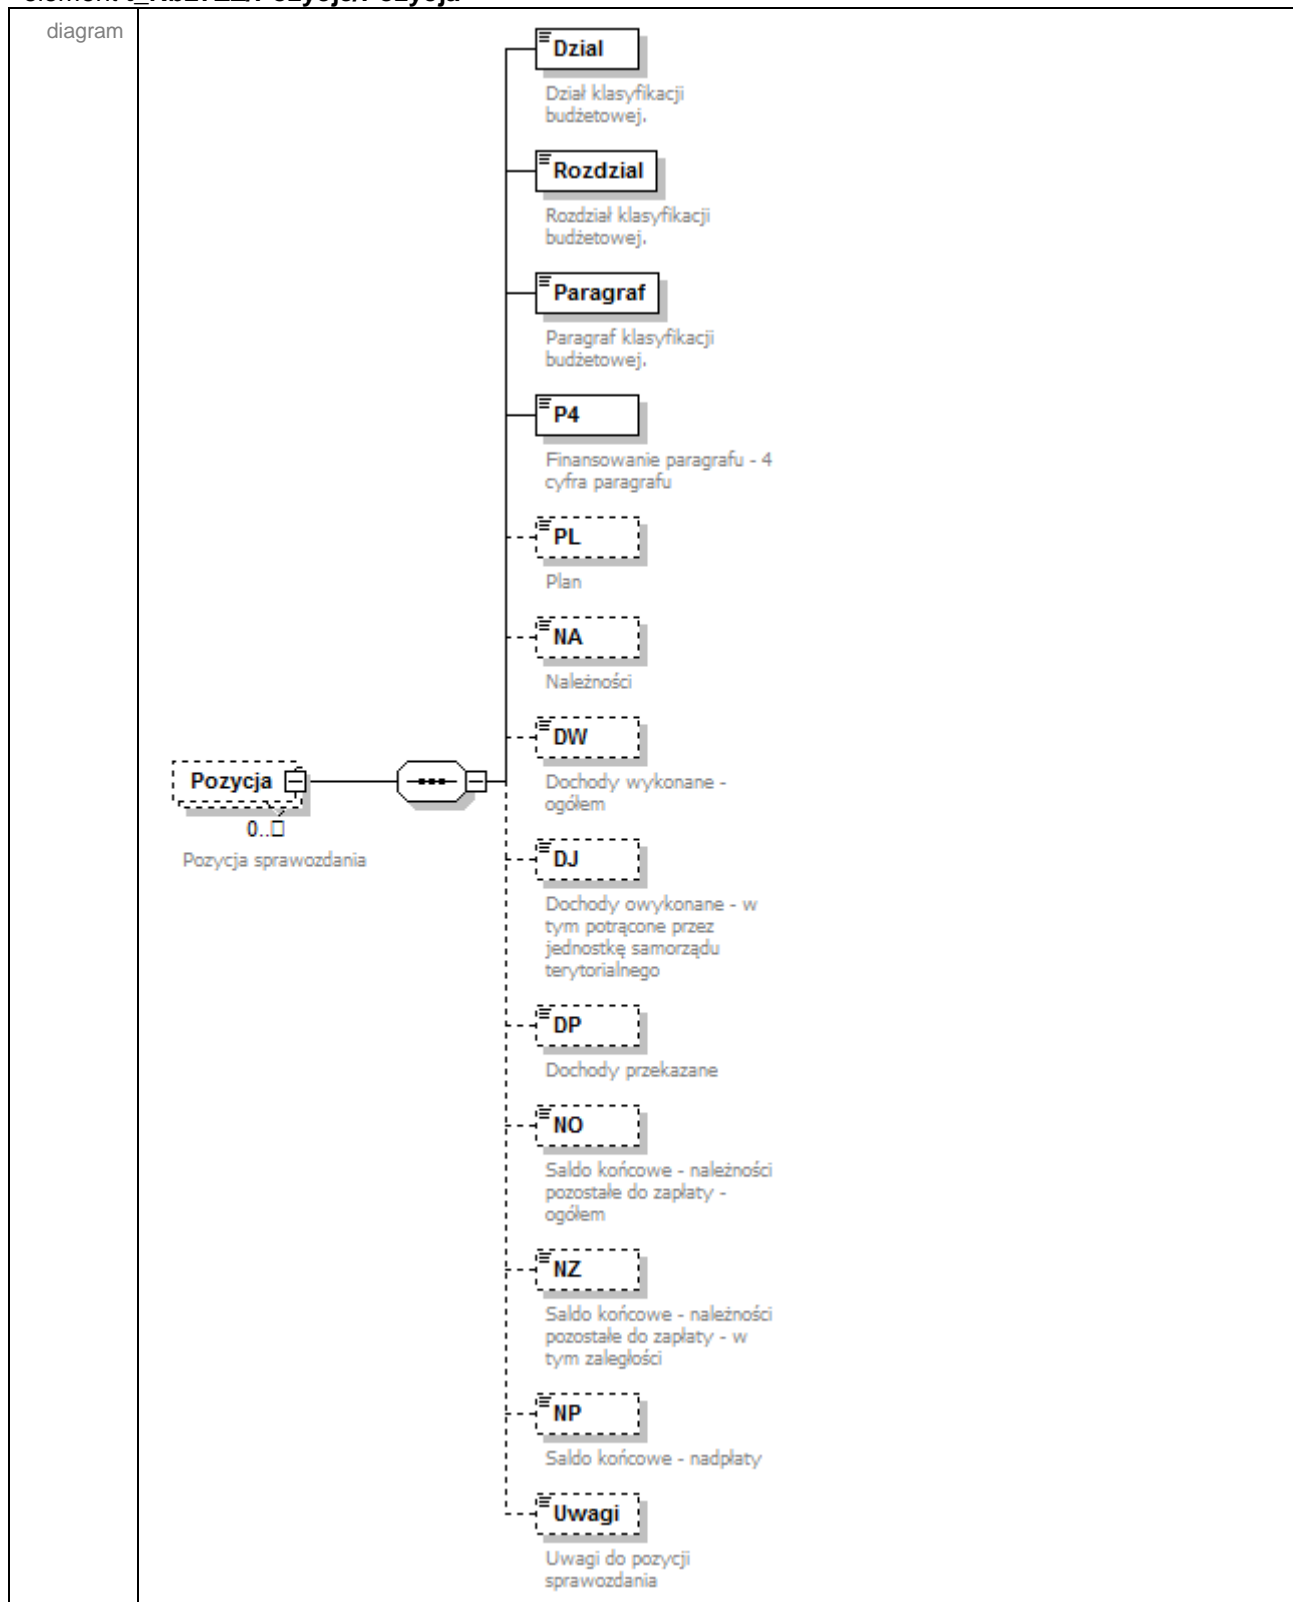 diagram
Dzial
Dział klasyfikacji
budżetowej.
Rozdzial
Rozdział klasyfikacji
budżetowej.
Paragraf
Paragraf klasyfikacji
budżetowej.
P4
Finansowanie paragrafu - 4
cyfra paragrafu
PL
Plan
NA
Należności
DW
Dochody wykonane -
ogółem
Pozycja
0..□
Pozycja sprawozdania
DJ
Dochody owykonane - w
tym potrącone przez
jednostkę samorządu
terytorialnego
DP
Dochody przekazane
NO
Saldo końcowe - należności
pozostałe do zapłaty -
ogółem
NZ
Saldo końcowe - należności
pozostałe do zapłaty - w
tym zaległości
NP
Saldo końcowe - nadpłaty
Uwagi
Uwagi do pozycji
sprawozdania